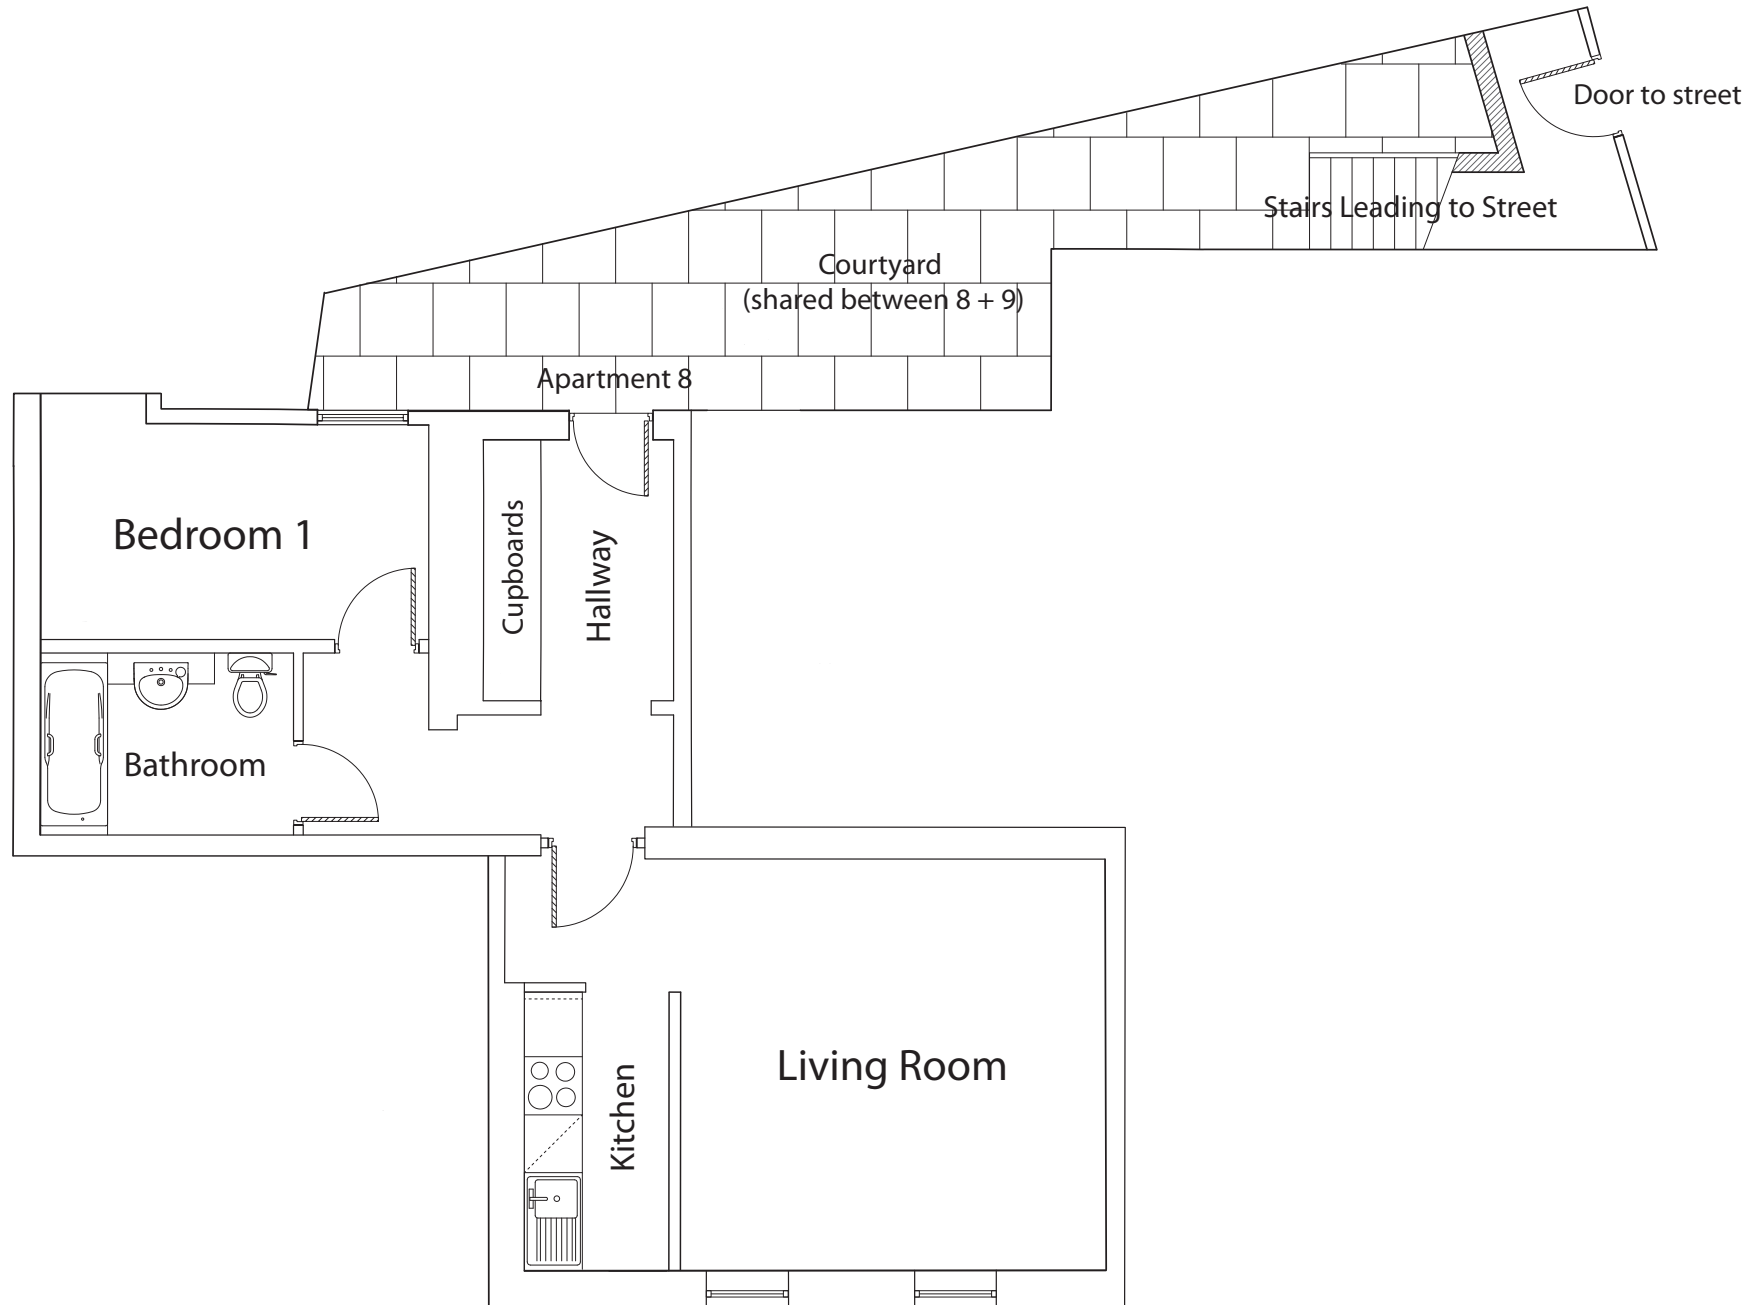 Door to street
Stairs Leading to Street
Courtyard
(shared between 8 + 9)
Apartment 8
Bedroom 1
Cupboards
Hallway
Bathroom
Living Room
Kitchen